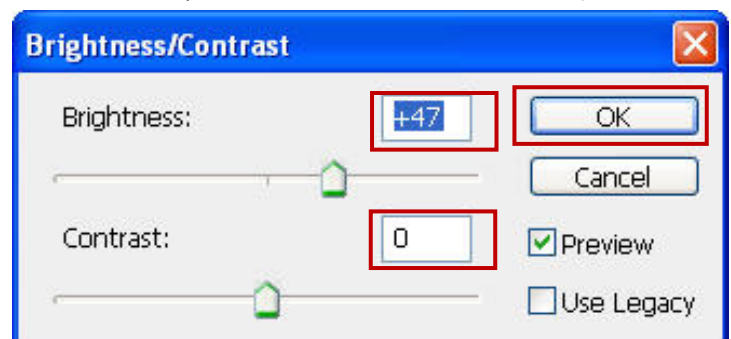 Brightness/Contrast
Brightness: +47 OK
Cancel
Contrast: 0 Preview
Use Legacy